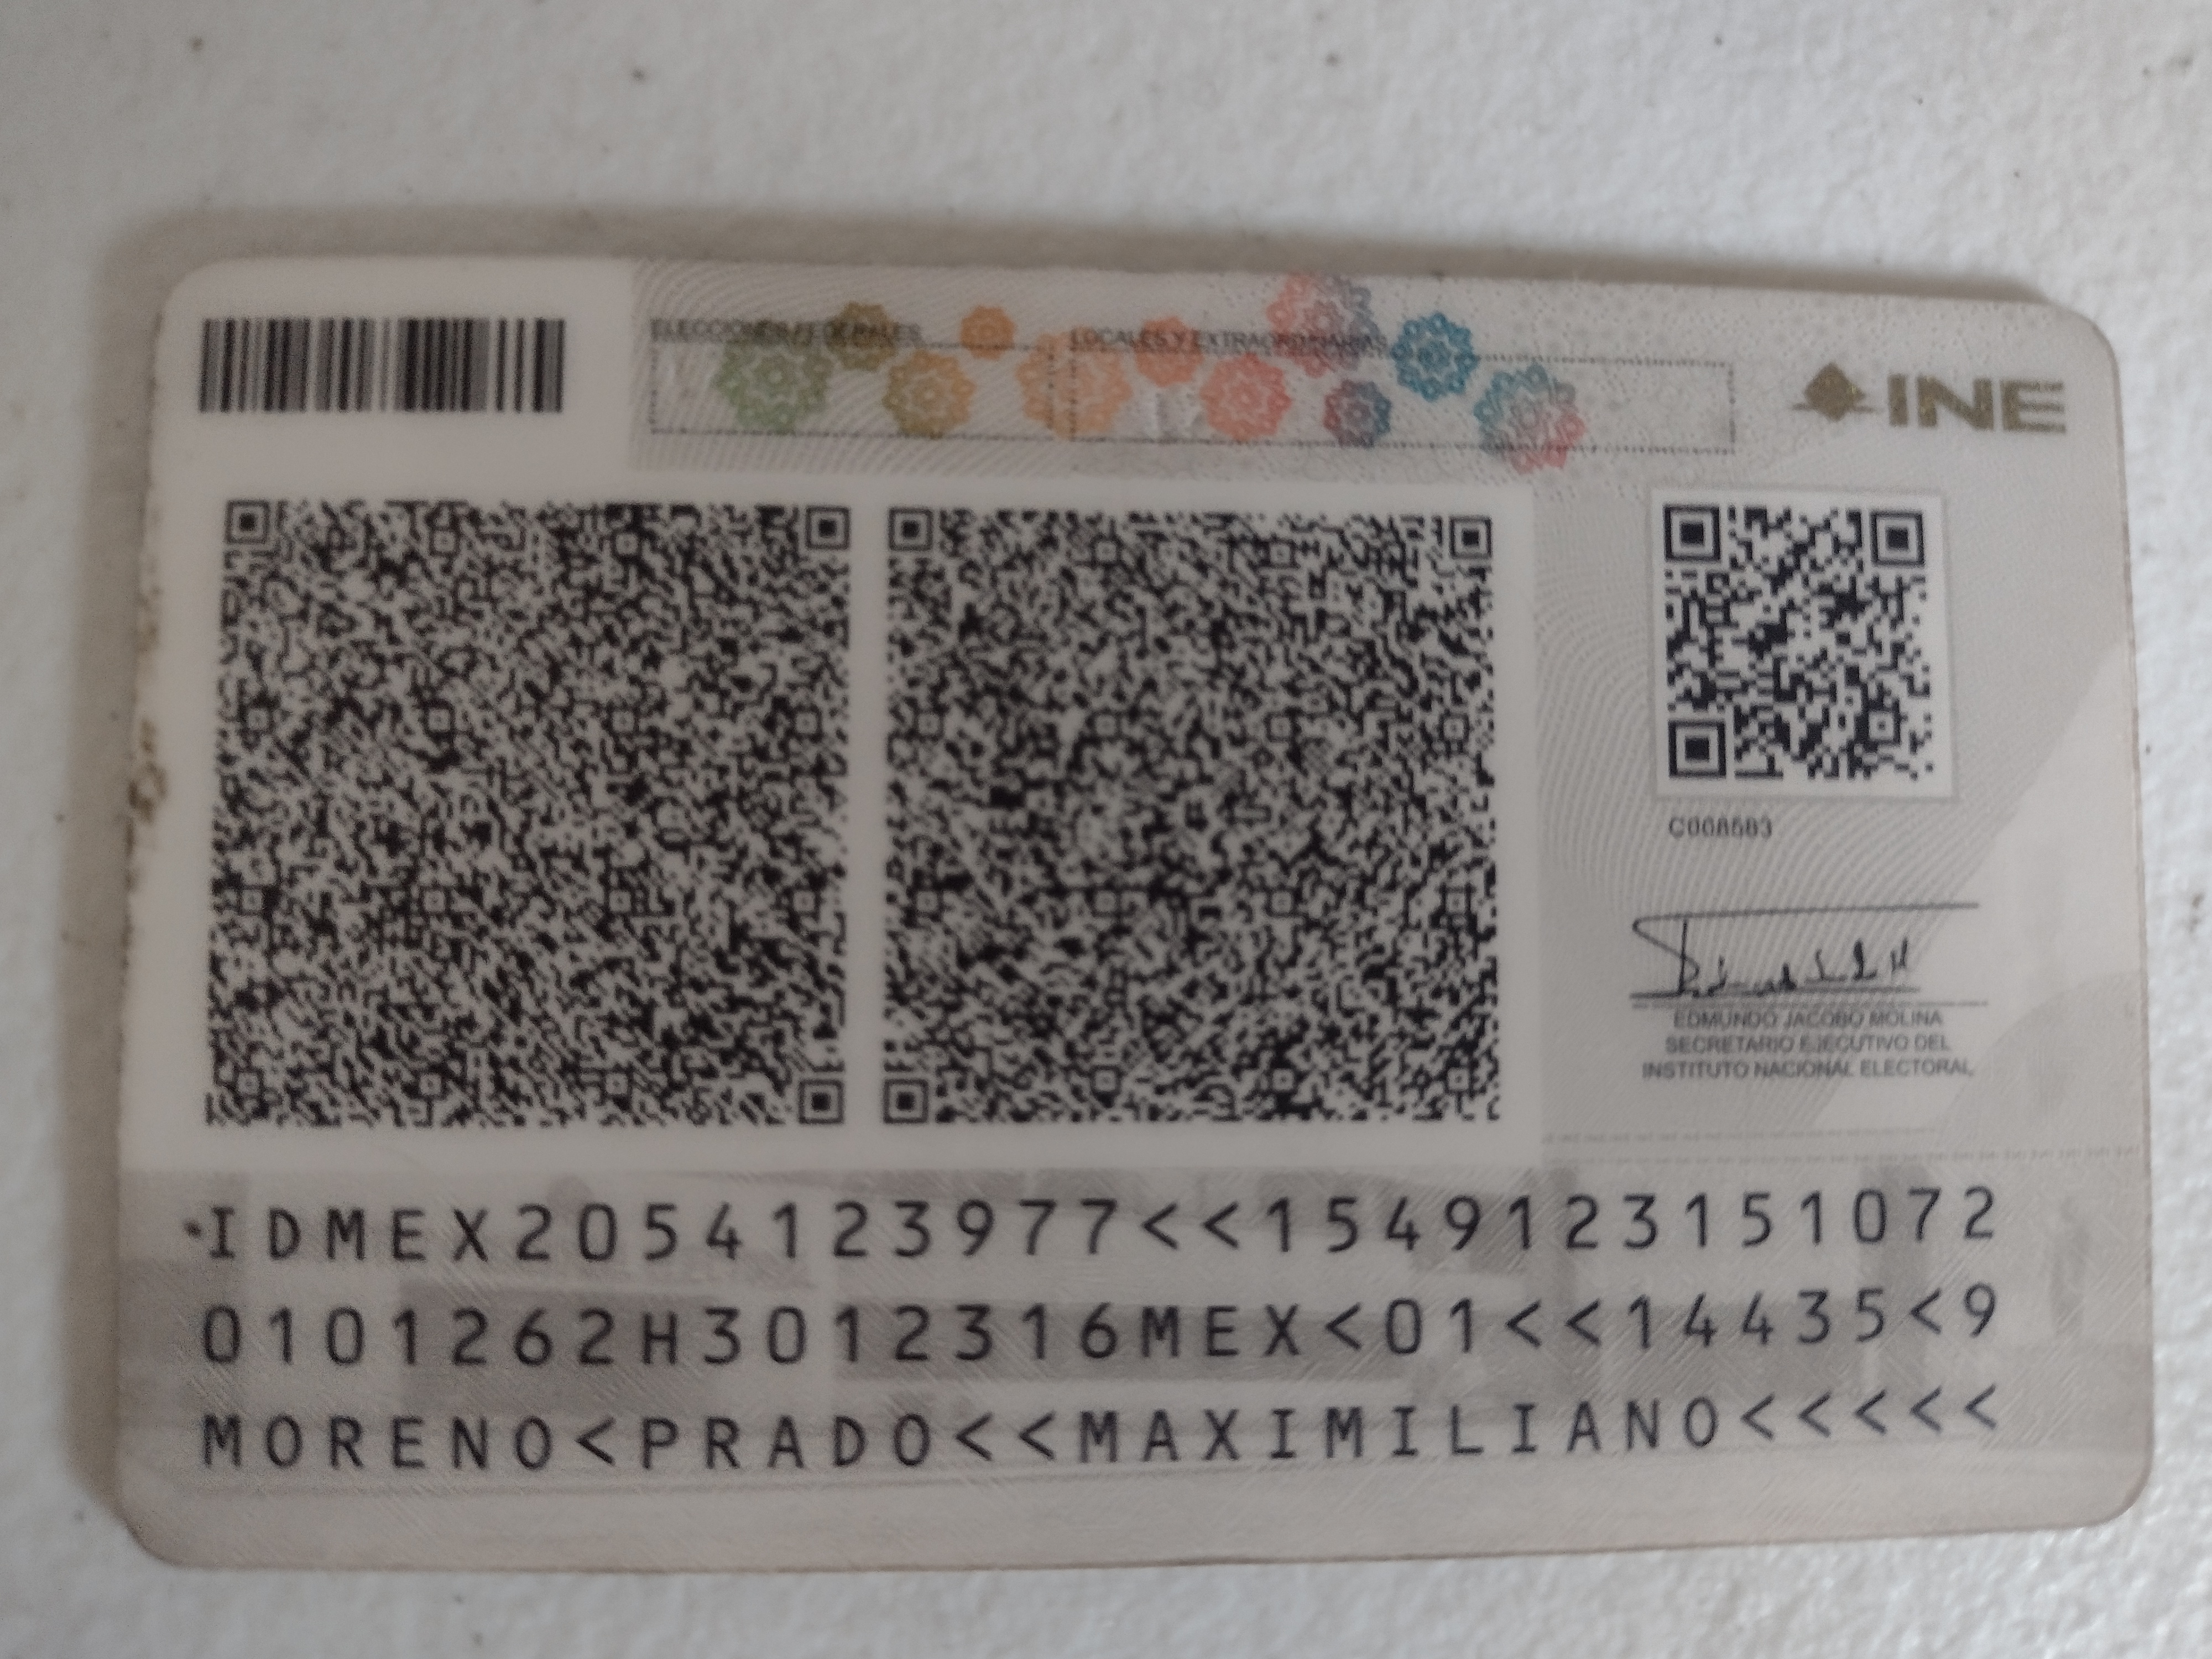 ELECCIONES FEDERALES
LOCALES Y EXTRAORDINARIAS
INE
EDMUNDO JACOBO MOLINA
SECRETARIO EJECUTIVO DEL
INSTITUTO NACIONAL ELECTORAL
IDMEX2054123977<<1549123151072
0101262H3012316MEX<01<<14435<9
MORENO<PRADO<<MAXIMILIANO<<<<<